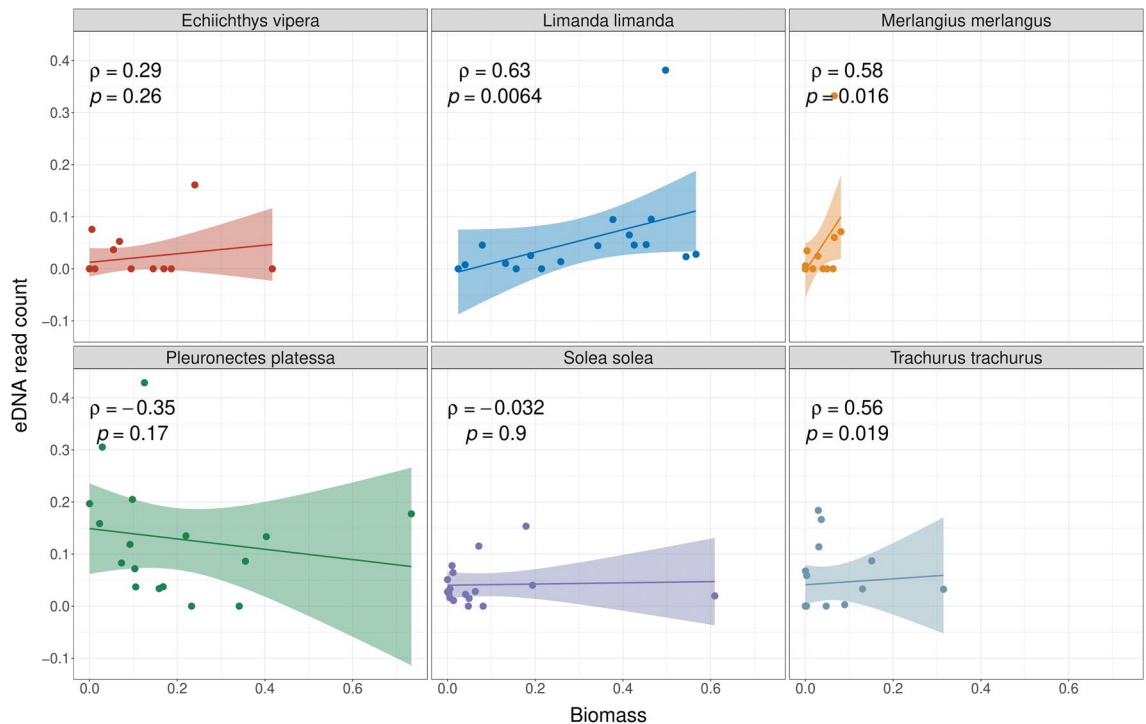 Echiichthys vipera
Limanda limanda
Merlangius merlangus
ρ = 0.29
p = 0.26
ρ = 0.63
p = 0.0064
ρ = 0.58
p = 0.016
0.4
0.3
0.2
0.1
0.0
−0.1
Pleuronectes platessa
Solea solea
Trachurus trachurus
ρ = −0.35
p = 0.17
ρ = −0.032
p = 0.9
ρ = 0.56
p = 0.019
0.4
0.3
0.2
0.1
0.0
−0.1
eDNA read count
0.0 0.2 0.4 0.6
0.0 0.2 0.4 0.6
0.0 0.2 0.4 0.6
Biomass